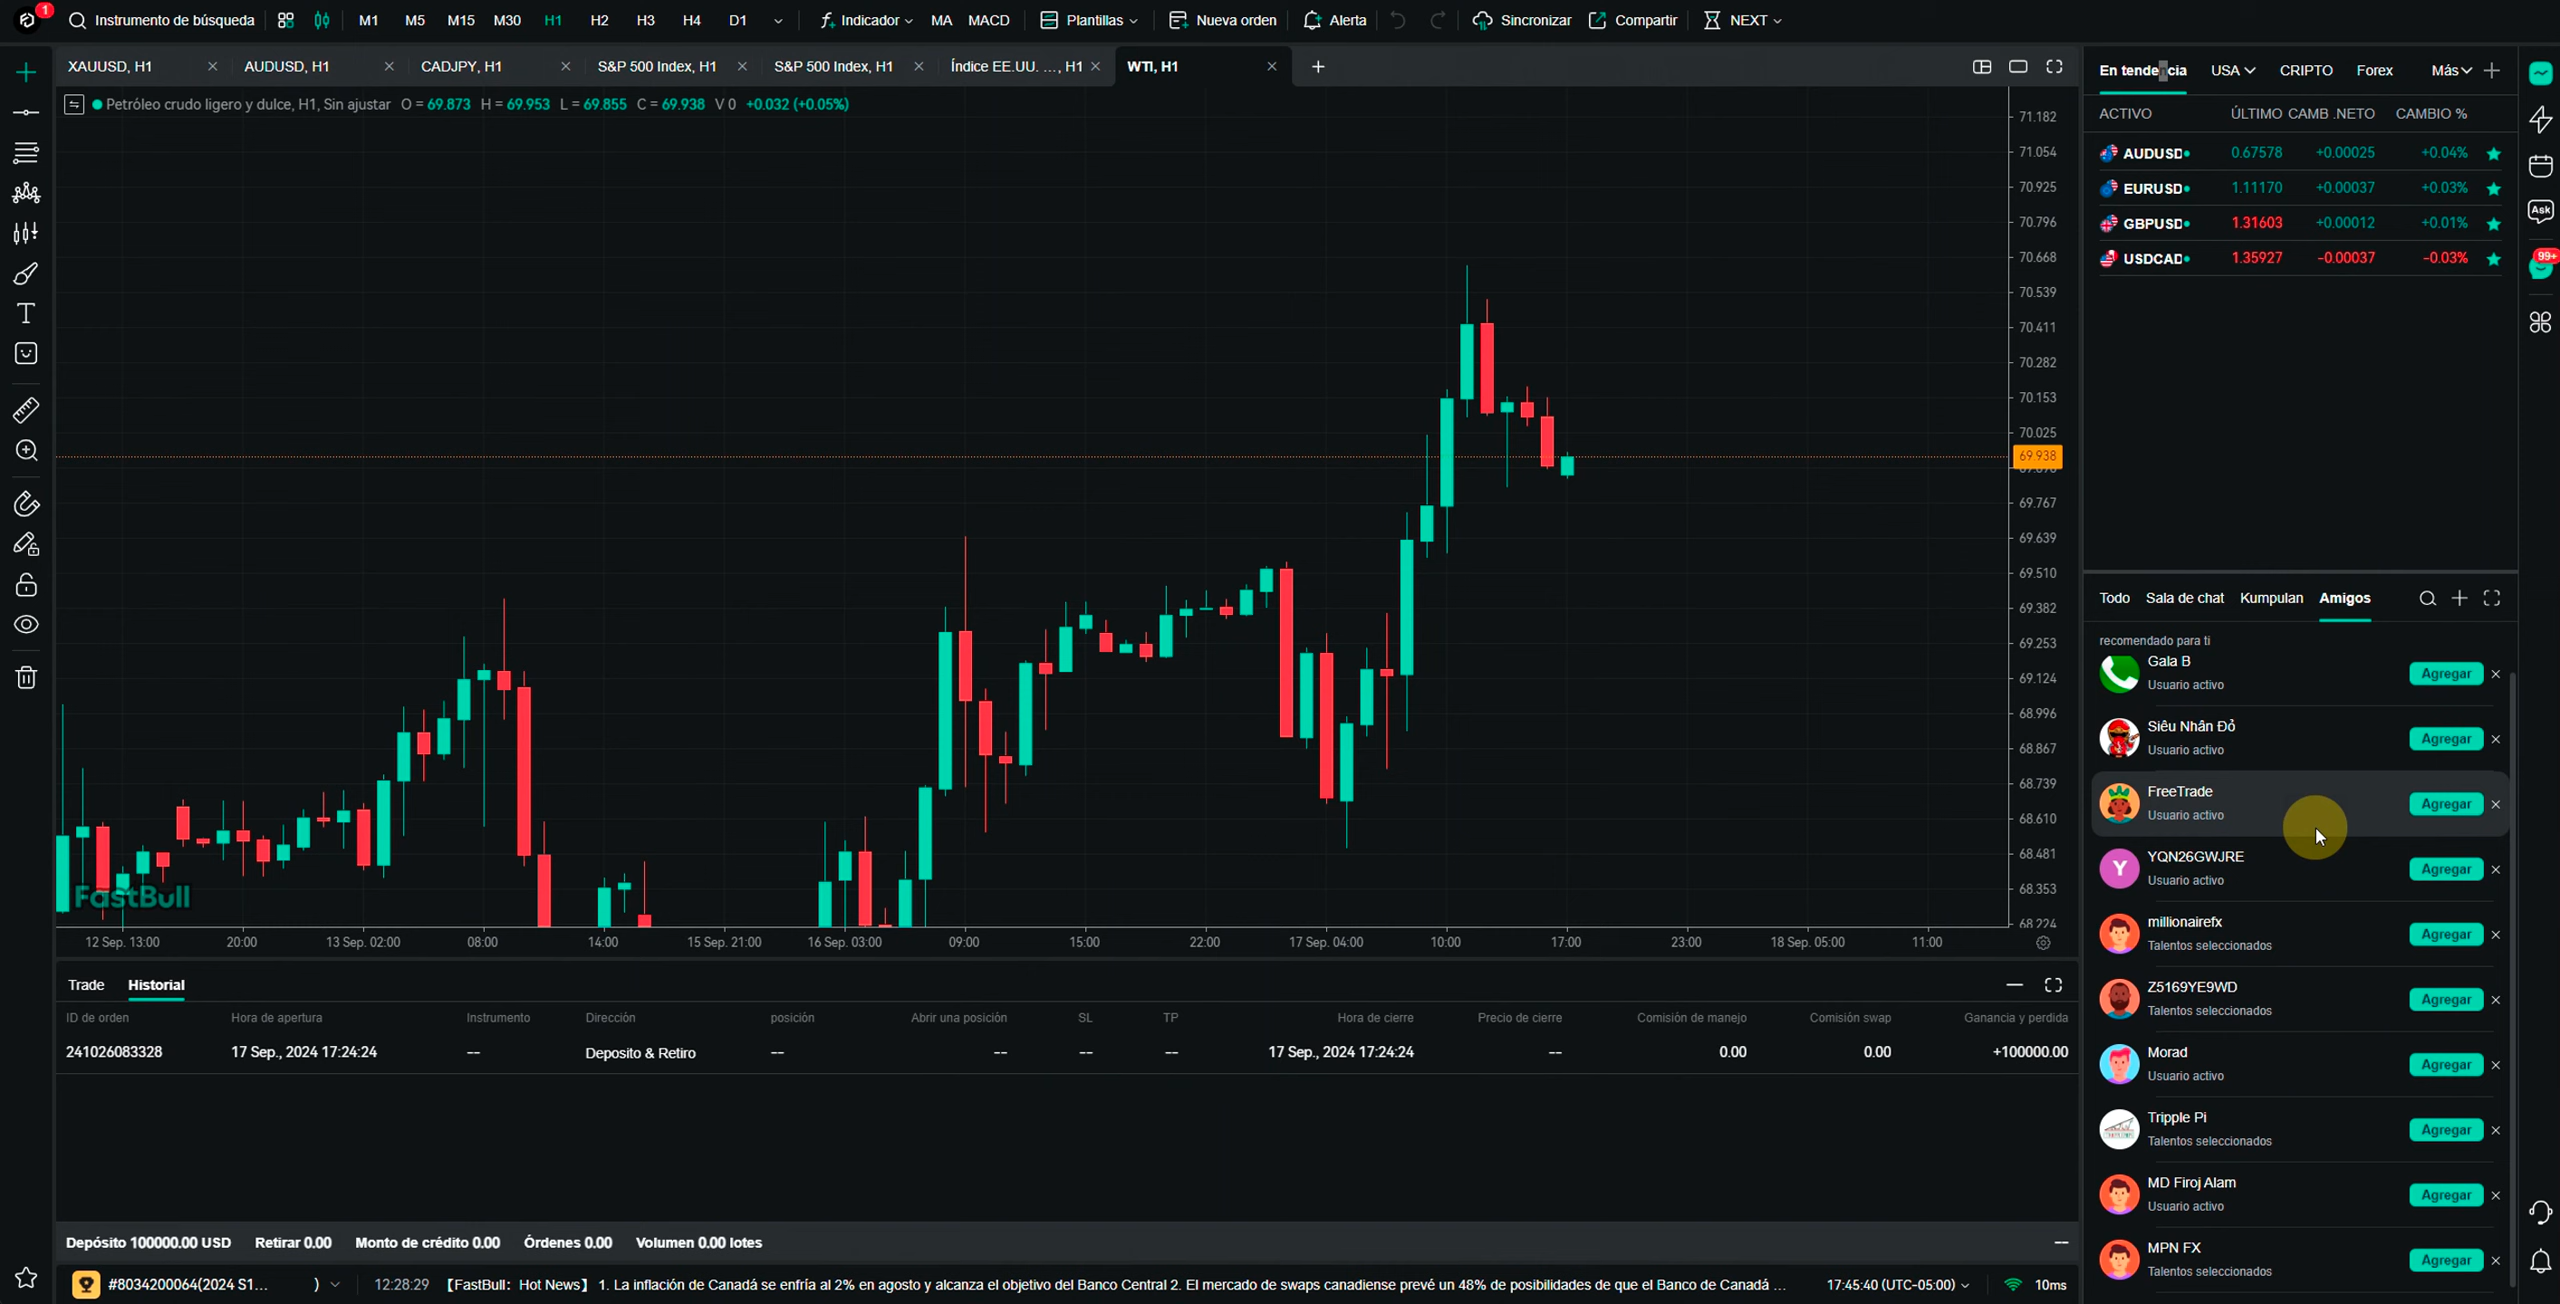 1
Instrumento de búsqueda M1 M5 M15 M30 H1 H2 H3 H4 D1 Indicador MA MACD Plantillas Nueva orden Alerta Sincronizar Compartir NEXT
XAUUSD, H1 AUDUSD, H1 CADJPY, H1 S&P 500 Index, H1 S&P 500 Index, H1 Índice EE.UU. ..., H1 WTI, H1
Petróleo crudo ligero y dulce, H1, Sin ajustar O = 69.873 H = 69.953 L = 69.855 C = 69.938 V 0 +0.032 (+0.05%)
71.182
71.054
70.925
70.796
70.668
70.539
70.411
70.282
70.153
70.025
69.938
69.767
69.639
69.510
69.382
69.253
69.124
68.996
68.867
68.739
68.610
68.481
68.353
68.224
FastBull
12 Sep. 13:00 20:00 13 Sep. 02:00 08:00 14:00 15 Sep. 21:00 16 Sep. 03:00 09:00 15:00 22:00 17 Sep. 04:00 10:00 17:00 23:00 18 Sep. 05:00 11:00
Trade Historial
ID de orden Hora de apertura Instrumento Dirección posición Abrir una posición SL TP Hora de cierre Precio de cierre Comisión de manejo Comisión swap Ganancia y perdida
241026083328 17 Sep., 2024 17:24:24 -- Deposito & Retiro -- -- -- -- 17 Sep., 2024 17:24:24 -- 0.00 0.00 +100000.00
Depósito 100000.00 USD Retirar 0.00 Monto de crédito 0.00 Órdenes 0.00 Volumen 0.00 lotes --
#8034200064(2024 S1... ) 12:28:29 【FastBull：Hot News】 1. La inflación de Canadá se enfría al 2% en agosto y alcanza el objetivo del Banco Central 2. El mercado de swaps canadiense prevé un 48% de posibilidades de que el Banco de Canadá ... 17:45:40 (UTC-05:00) 10ms
En tendencia USA CRIPTO Forex Más
ACTIVO ÚLTIMO CAMB .NETO CAMBIO %
AUDUSD 0.67578 +0.00025 +0.04%
EURUSD 1.11170 +0.00037 +0.03%
GBPUSD 1.31603 +0.00012 +0.01%
USDCAD 1.35927 -0.00037 -0.03%
Ask
99+
Todo Sala de chat Kumpulan Amigos
recomendado para ti
Gala B
Usuario activo
Agregar
Siêu Nhân Đỏ
Usuario activo
Agregar
FreeTrade
Usuario activo
Agregar
Y
YQN26GWJRE
Usuario activo
Agregar
millionairefx
Talentos seleccionados
Agregar
Z5169YE9WD
Talentos seleccionados
Agregar
Morad
Usuario activo
Agregar
Tripple Pi
Talentos seleccionados
Agregar
MD Firoj Alam
Usuario activo
Agregar
MPN FX
Talentos seleccionados
Agregar